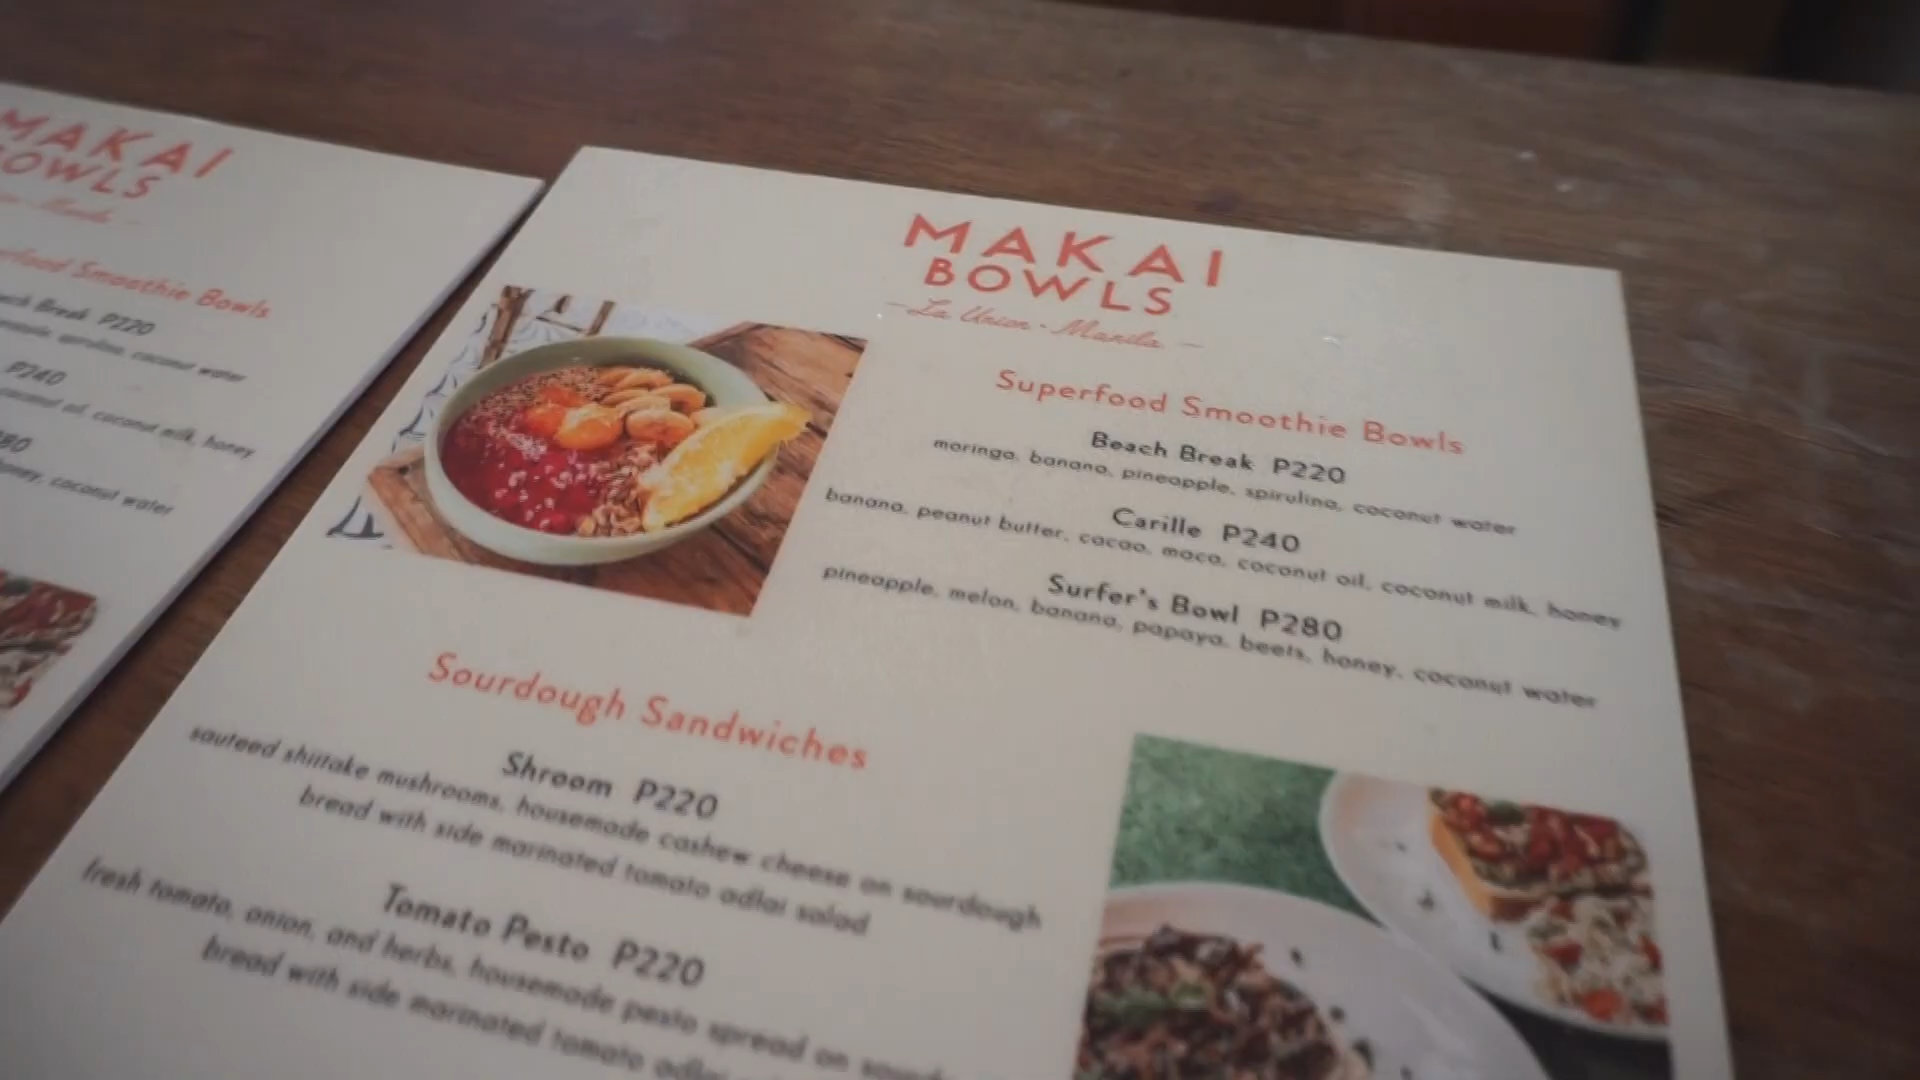 MAKAI
BOWLS
La Union · Manila
Superfood Smoothie Bowls
Beach Break P220
moringa, banana, pineapple, spirulina, coconut water
Carille P240
banana, peanut butter, cacao, maca, coconut oil, coconut milk, honey
Surfer's Bowl P280
pineapple, melon, banana, papaya, beets, honey, coconut water
Sourdough Sandwiches
Shroom P220
sauteed shiitake mushrooms, housemade cashew cheese on sourdough
bread with side marinated tomato adlai salad
Tomato Pesto P220
fresh tomato, onion, and herbs, housemade pesto spread on
bread with side marinated tomato adlai
MAKAI
BOWLS
Smoothie Bowls
Break P220
spirulina, coconut water
P240
coconut oil, coconut milk, honey
honey, coconut water